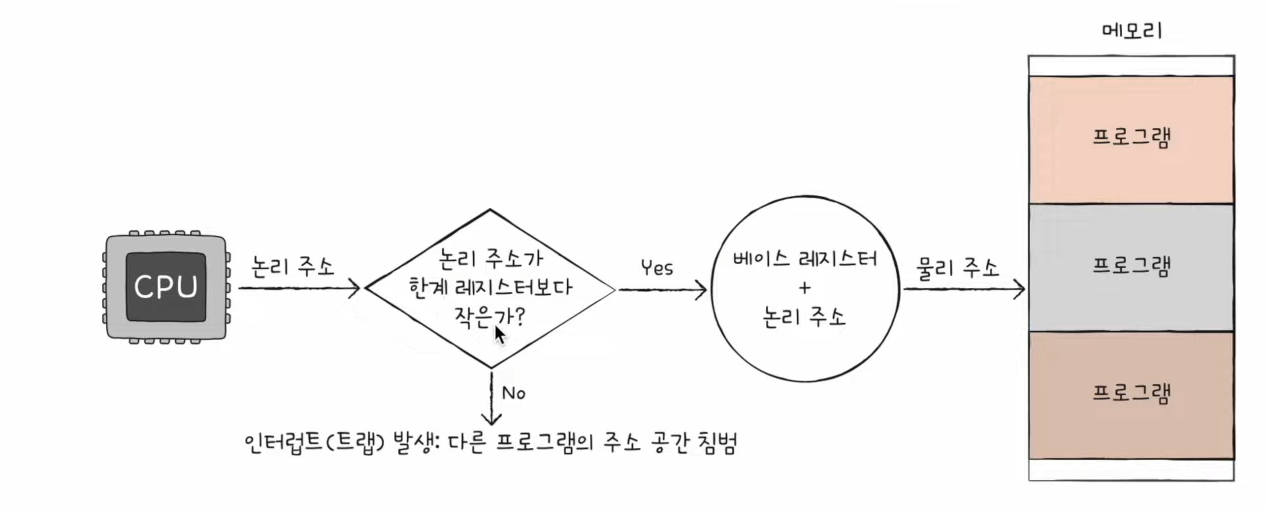 메모리
프로그램
프로그램
프로그램
CPU
논리 주소
논리 주소가
한계 레지스터보다
작은가?
Yes
베이스 레지스터
+
논리 주소
물리 주소
No
인터럽트(트랩) 발생: 다른 프로그램의 주소 공간 침범